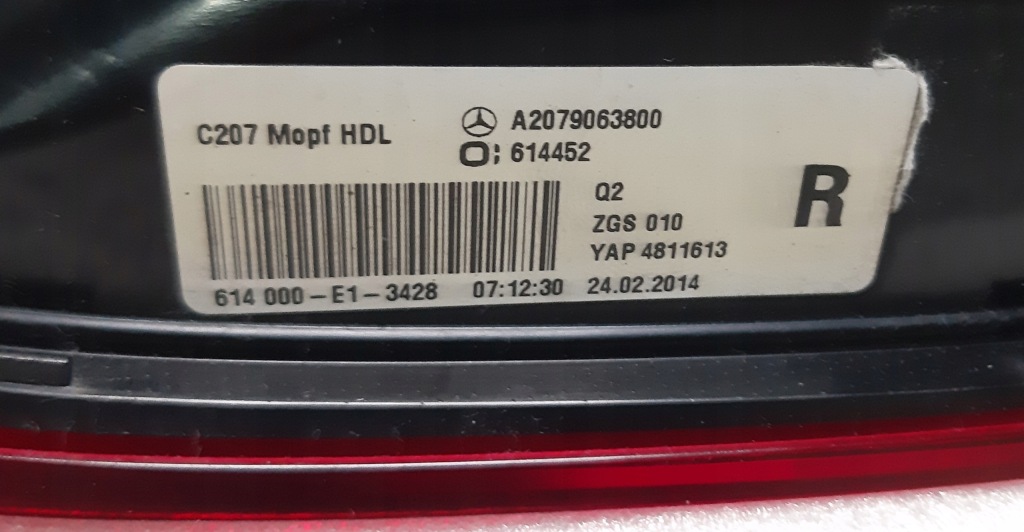 C207 Mopf HDL
A2079063800
O; 614452
Q2
ZGS 010
YAP 4811613
R
614 000-E1-3428 07:12:30 24.02.2014